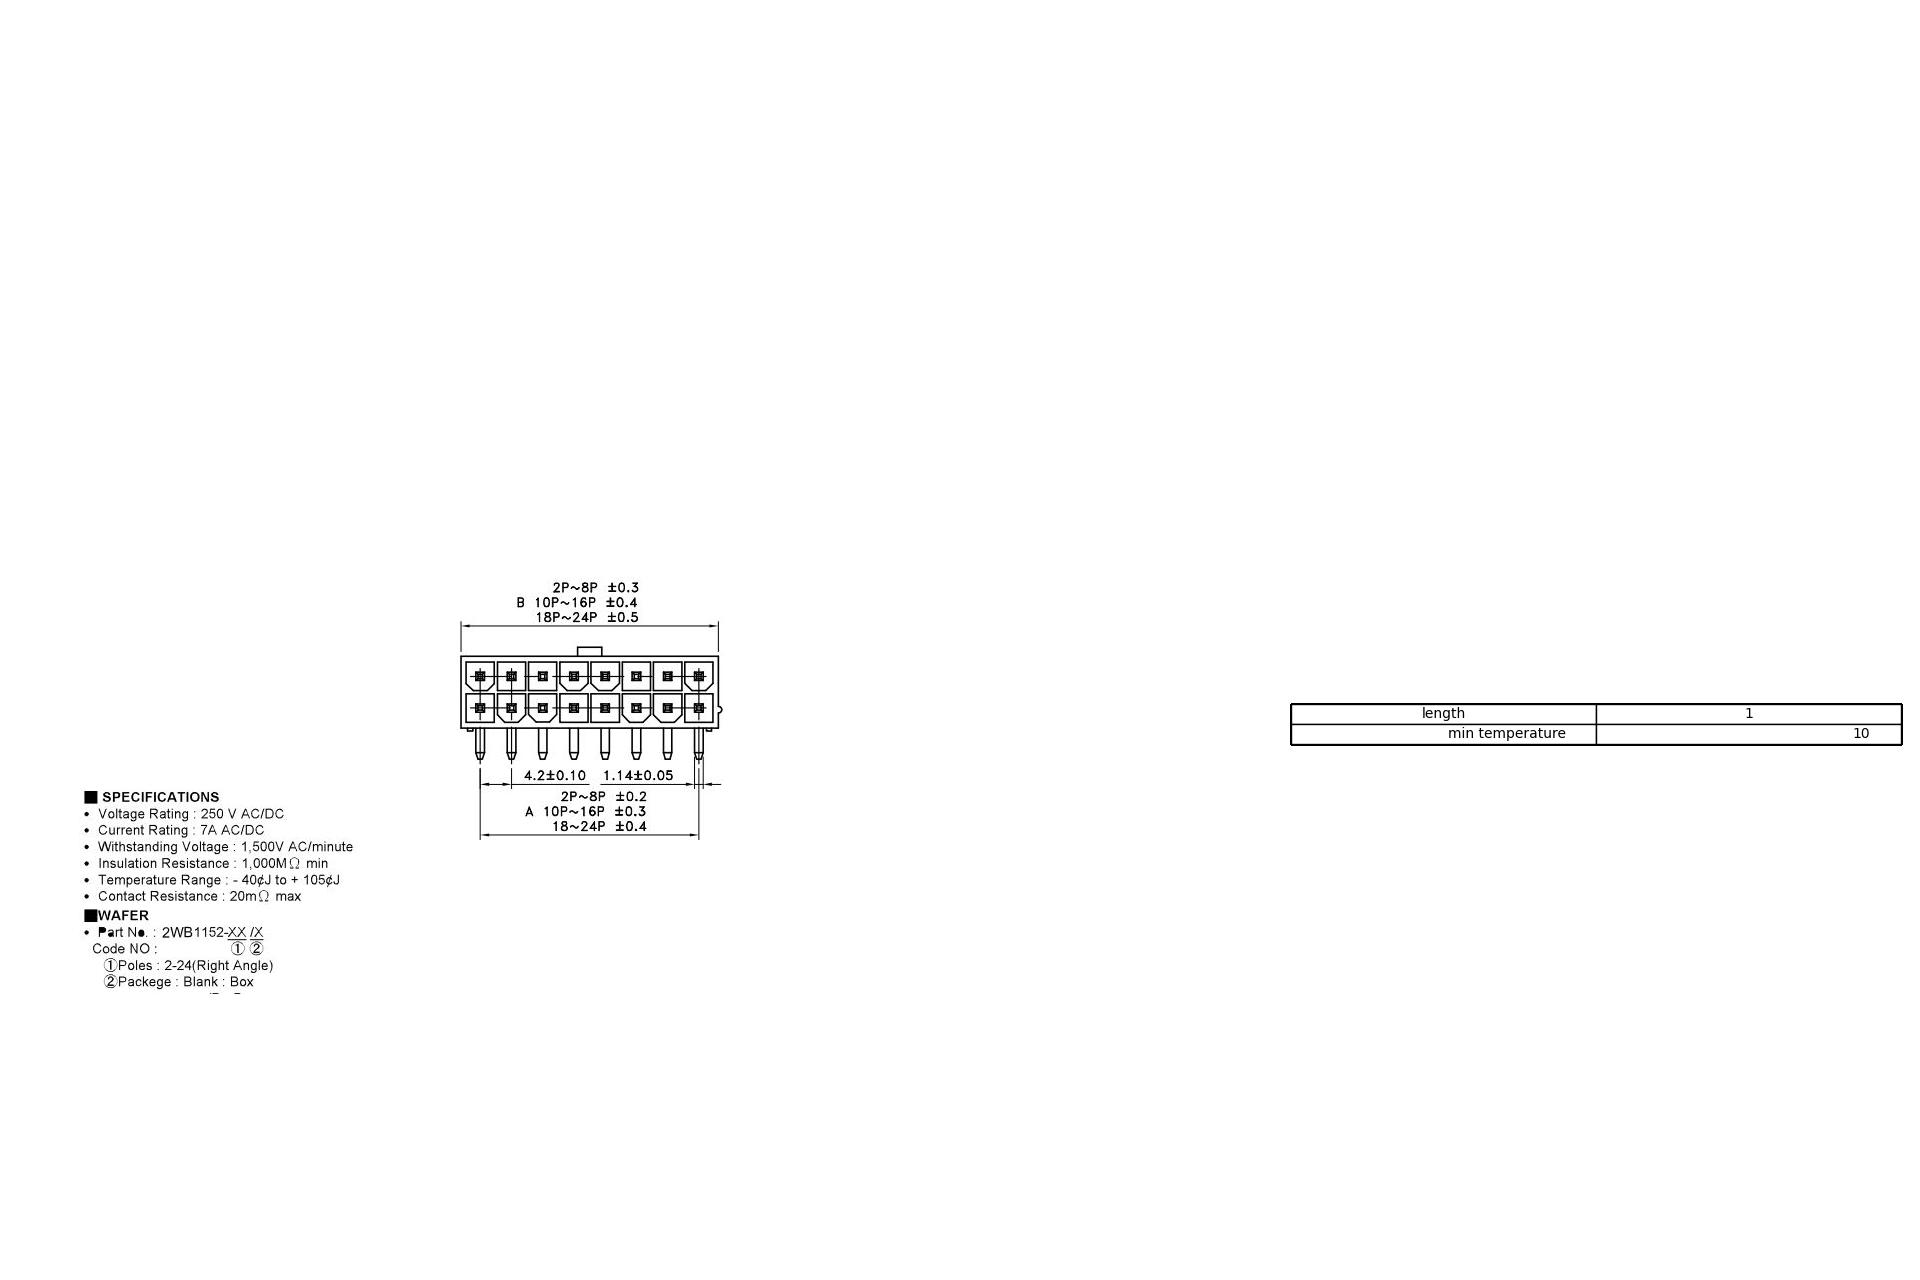 2P~8P ±0.3
B 10P~16P ±0.4
18P~24P ±0.5
4.2±0.10 1.14±0.05
2P~8P ±0.2
A 10P~16P ±0.3
18~24P ±0.4
length 1
min temperature 10
■ SPECIFICATIONS
• Voltage Rating : 250 V AC/DC
• Current Rating : 7A AC/DC
• Withstanding Voltage : 1,500V AC/minute
• Insulation Resistance : 1,000MΩ min
• Temperature Range : - 40¢J to + 105¢J
• Contact Resistance : 20mΩ max
■WAFER
• Part No. : 2WB1152-XX /X
Code NO : ① ②
①Poles : 2-24(Right Angle)
②Packege : Blank : Box